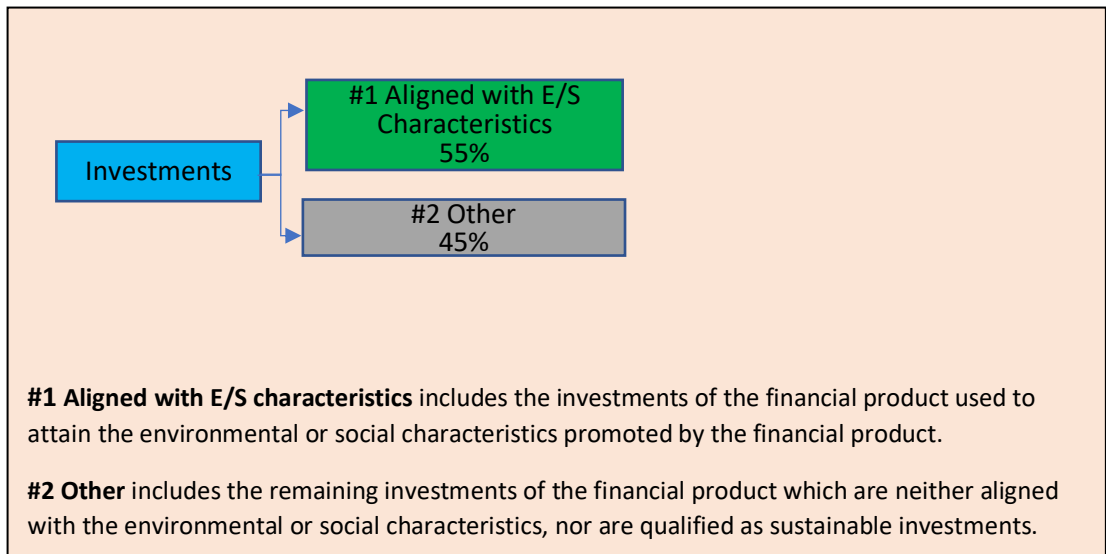 #1 Aligned with E/S
Characteristics
55%
Investments
#2 Other
45%
#1 Aligned with E/S characteristics includes the investments of the financial product used to
attain the environmental or social characteristics promoted by the financial product.
#2 Other includes the remaining investments of the financial product which are neither aligned
with the environmental or social characteristics, nor are qualified as sustainable investments.